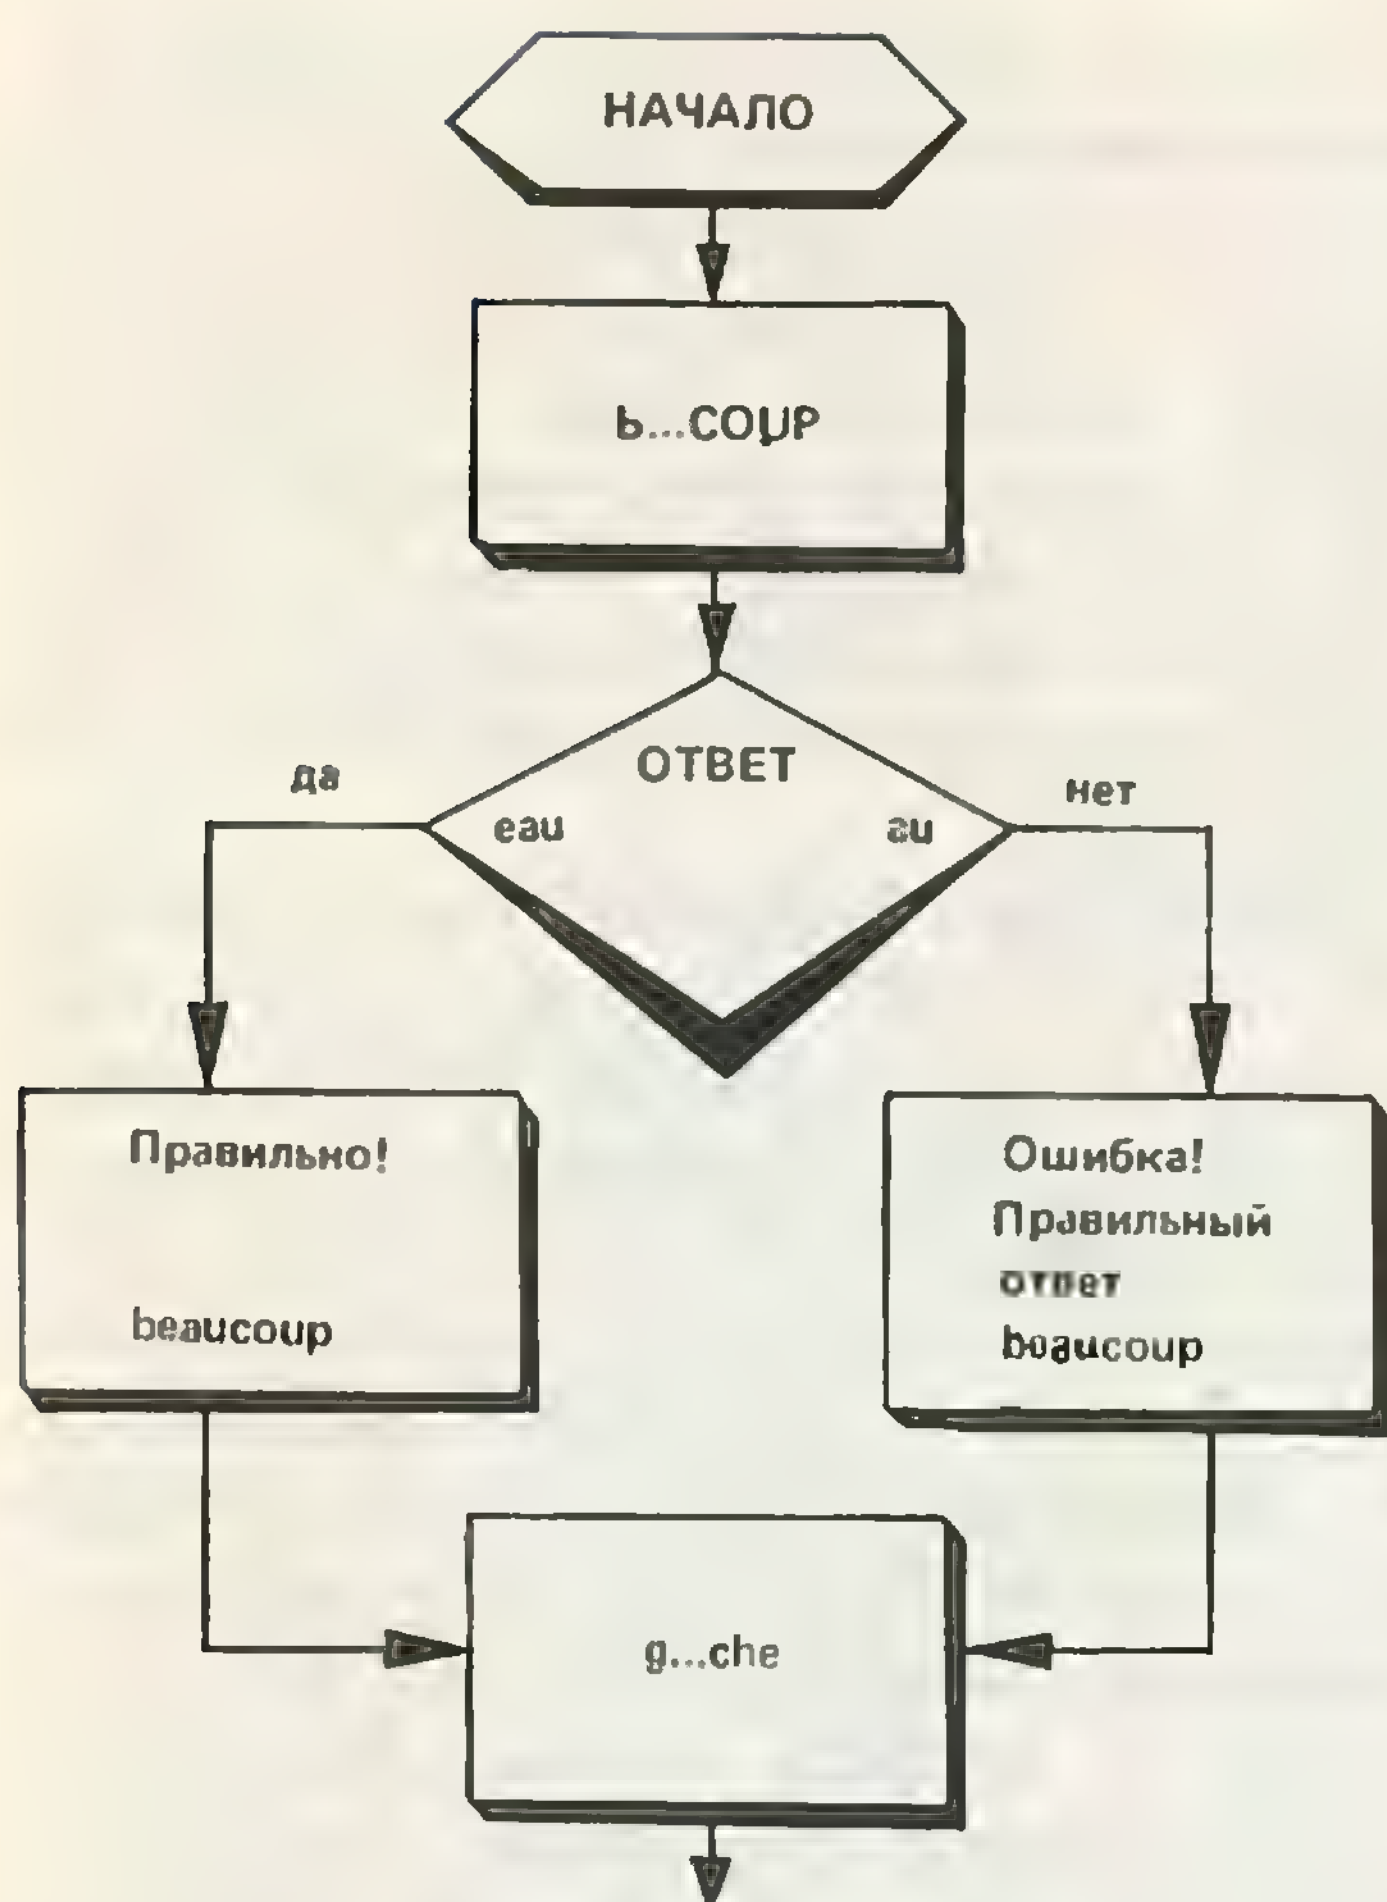 НАЧАЛО
b...COUP
ОТВЕТ
да
нет
eau
au
Правильно!
beaucoup
Ошибка!
Правильный
ответ
beaucoup
g...che